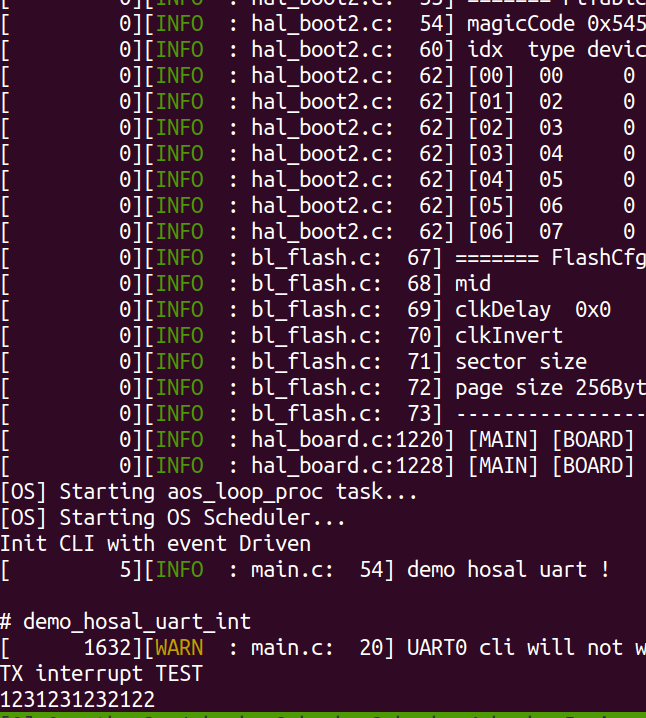 [         0][INFO  : hal_boot2.c:  54] magicCode 0x545
[         0][INFO  : hal_boot2.c:  60] idx  type devic
[         0][INFO  : hal_boot2.c:  62] [00]  00     0
[         0][INFO  : hal_boot2.c:  62] [01]  02     0
[         0][INFO  : hal_boot2.c:  62] [02]  03     0
[         0][INFO  : hal_boot2.c:  62] [03]  04     0
[         0][INFO  : hal_boot2.c:  62] [04]  05     0
[         0][INFO  : hal_boot2.c:  62] [05]  06     0
[         0][INFO  : hal_boot2.c:  62] [06]  07     0
[         0][INFO  : bl_flash.c:  67] ======= FlashCfg
[         0][INFO  : bl_flash.c:  68] mid
[         0][INFO  : bl_flash.c:  69] clkDelay  0x0
[         0][INFO  : bl_flash.c:  70] clkInvert
[         0][INFO  : bl_flash.c:  71] sector size
[         0][INFO  : bl_flash.c:  72] page size 256Byt
[         0][INFO  : bl_flash.c:  73] ----------------
[         0][INFO  : hal_board.c:1220] [MAIN] [BOARD]
[         0][INFO  : hal_board.c:1228] [MAIN] [BOARD]
[OS] Starting aos_loop_proc task...
[OS] Starting OS Scheduler...
Init CLI with event Driven
[         5][INFO  : main.c:  54] demo hosal uart !
# demo_hosal_uart_int
[      1632][WARN  : main.c:  20] UART0 cli will not w
TX interrupt TEST
1231231232122